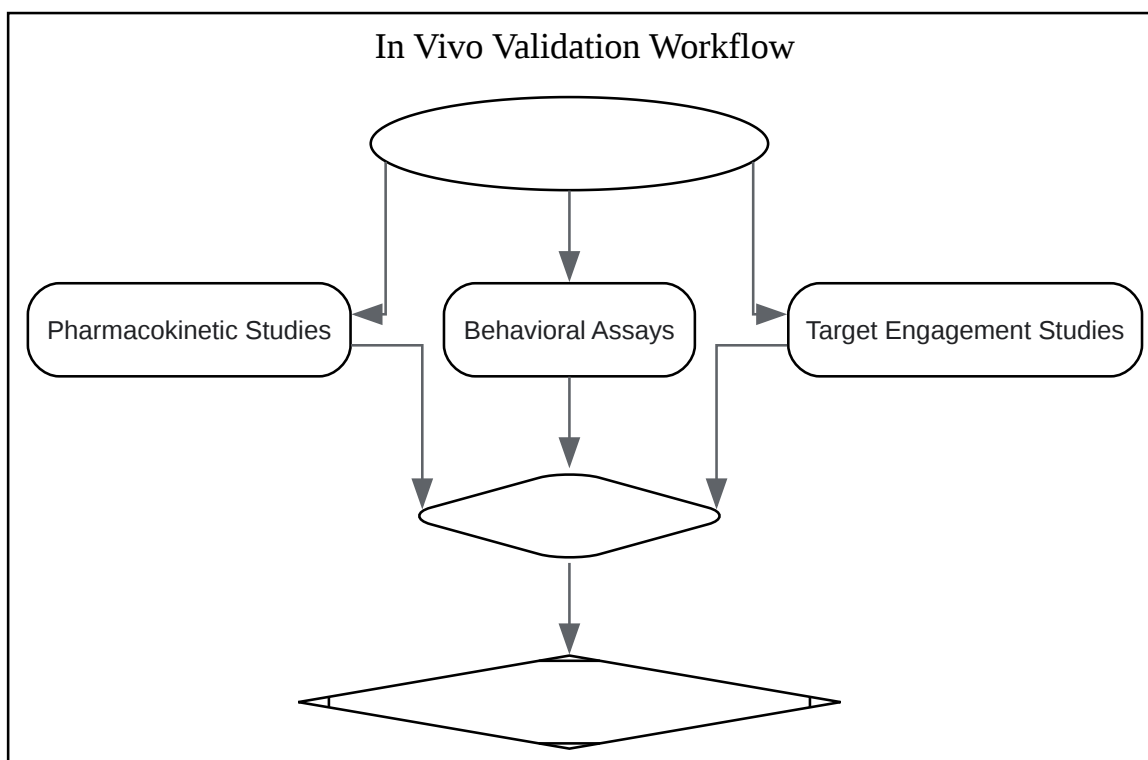 In Vivo Validation Workflow
Pharmacokinetic Studies
Behavioral Assays
Target Engagement Studies